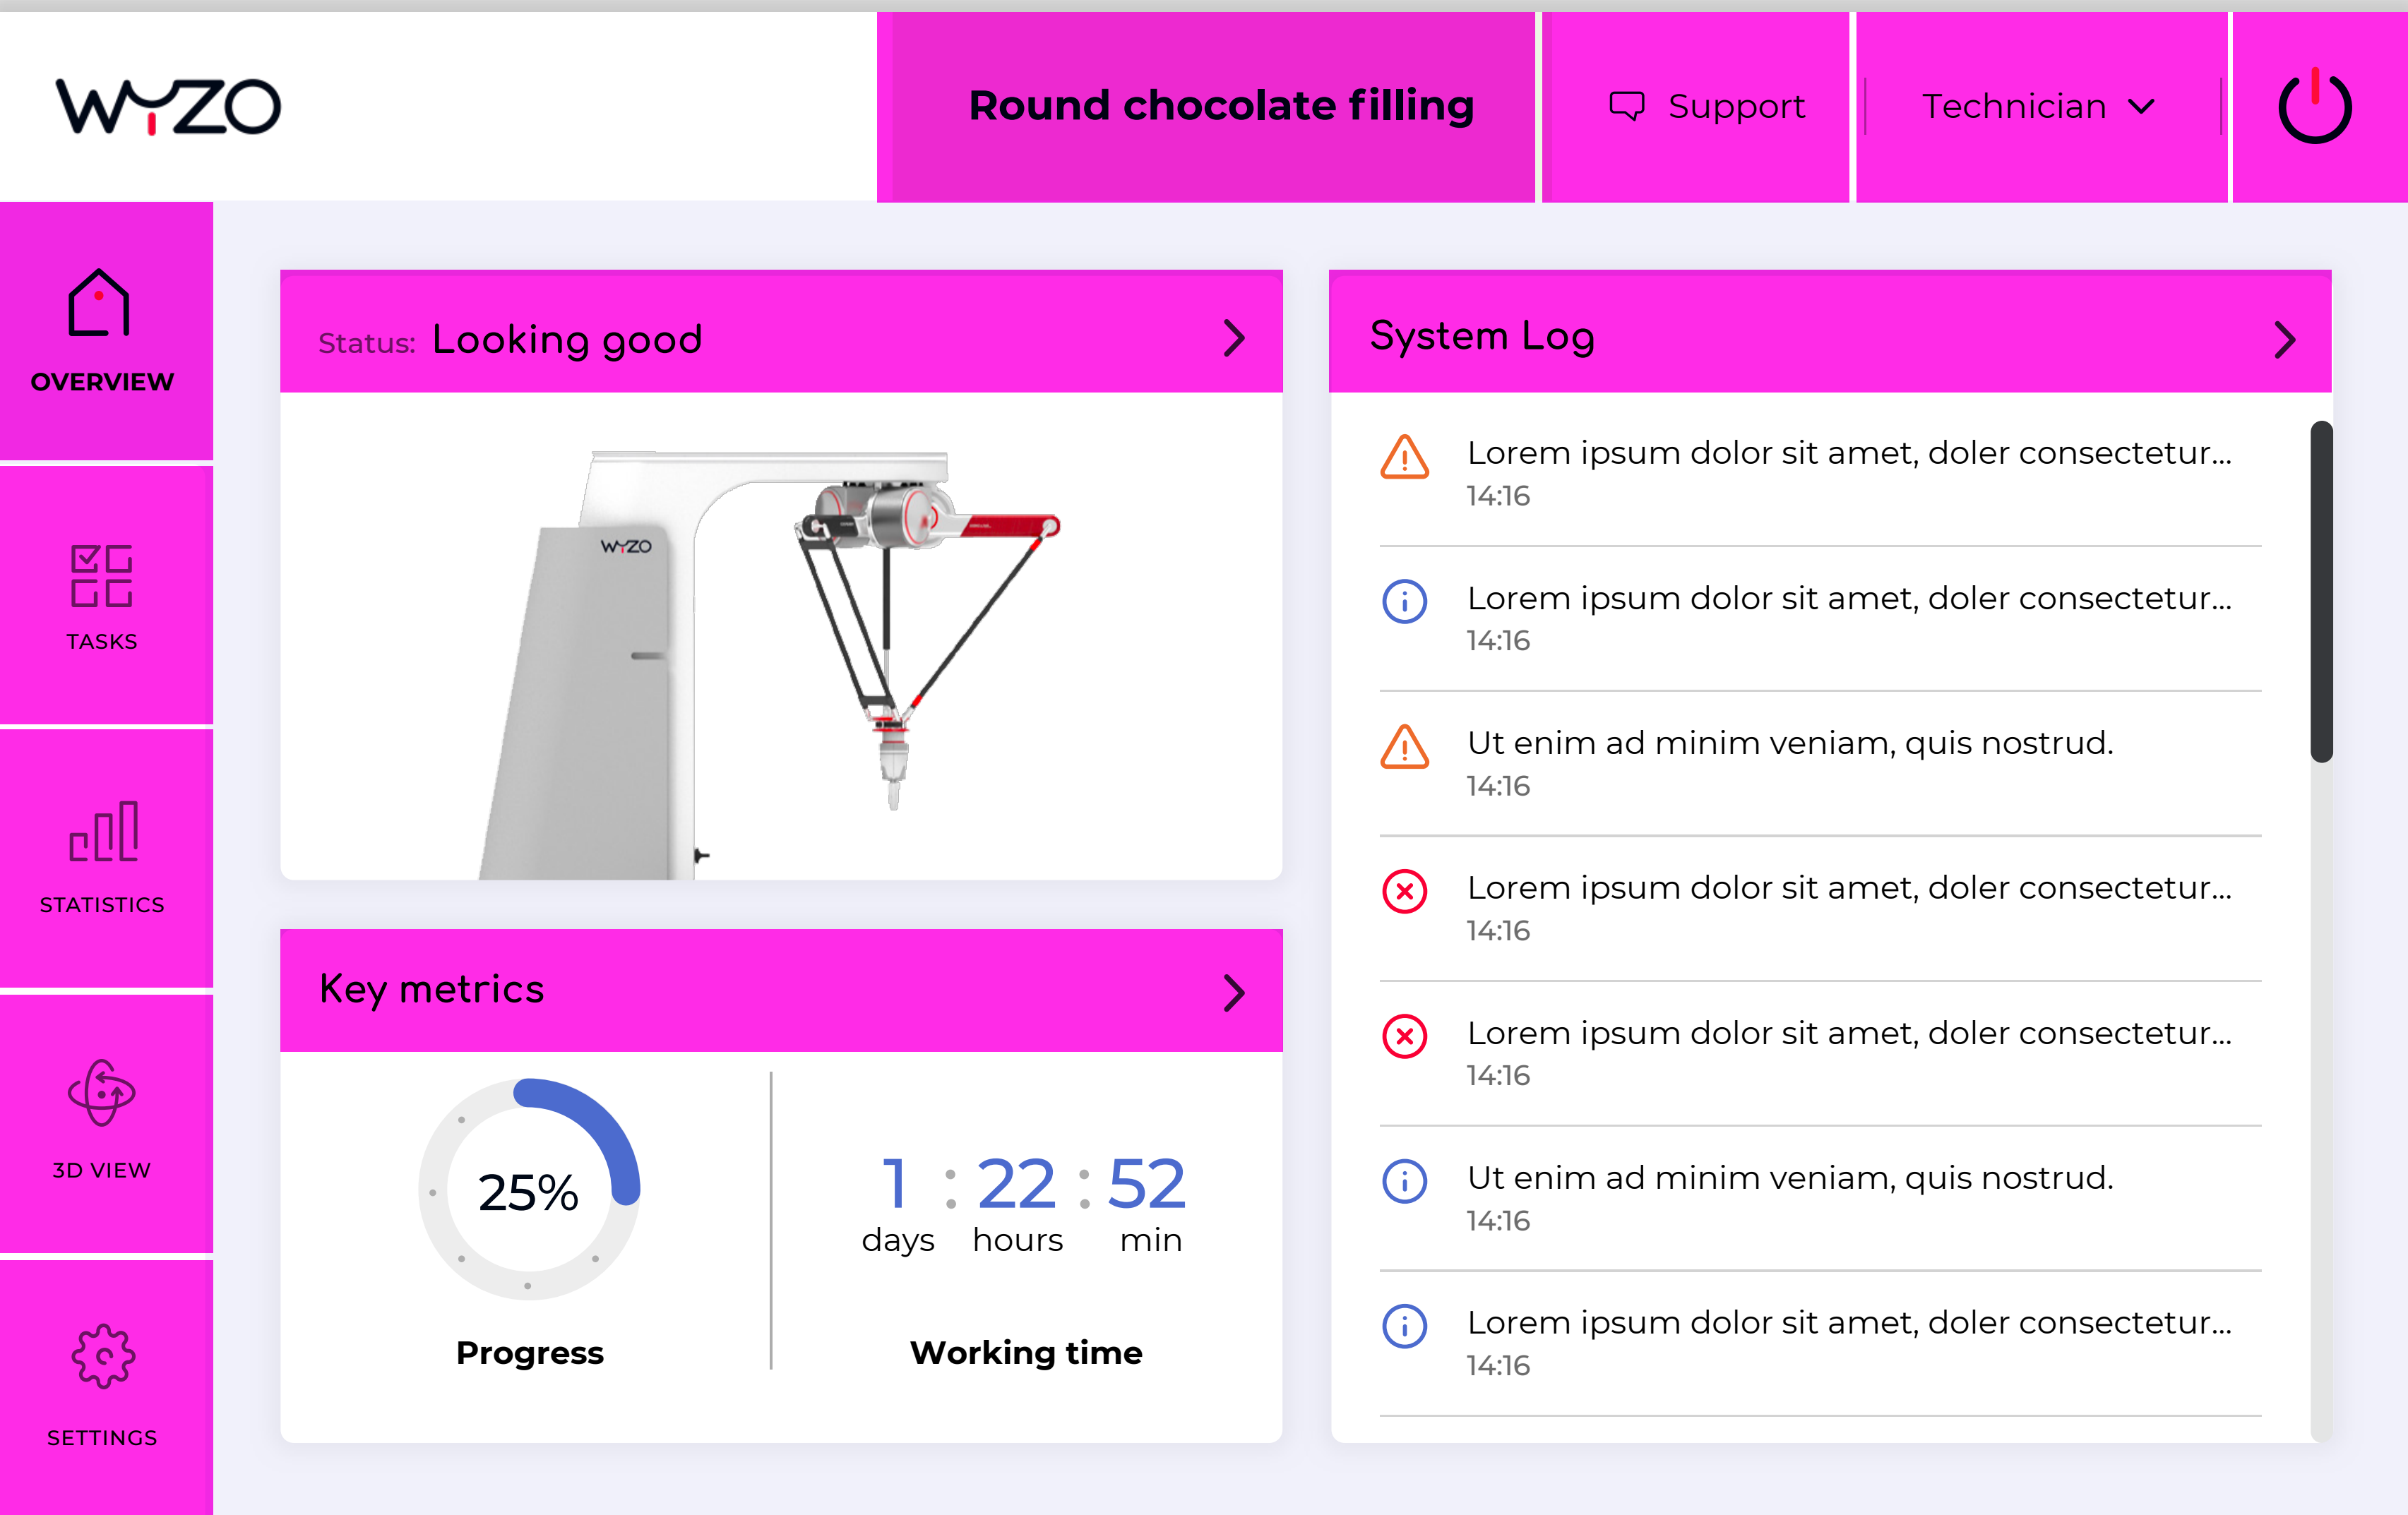 WYZO
Round chocolate filling
Support
Technician
OVERVIEW
TASKS
STATISTICS
3D VIEW
SETTINGS
Status: Looking good
WYZO
Key metrics
25%
Progress
1 : 22 : 52
days hours min
Working time
System Log
Lorem ipsum dolor sit amet, doler consectetur...
14:16
Lorem ipsum dolor sit amet, doler consectetur...
14:16
Ut enim ad minim veniam, quis nostrud.
14:16
Lorem ipsum dolor sit amet, doler consectetur...
14:16
Lorem ipsum dolor sit amet, doler consectetur...
14:16
Ut enim ad minim veniam, quis nostrud.
14:16
Lorem ipsum dolor sit amet, doler consectetur...
14:16